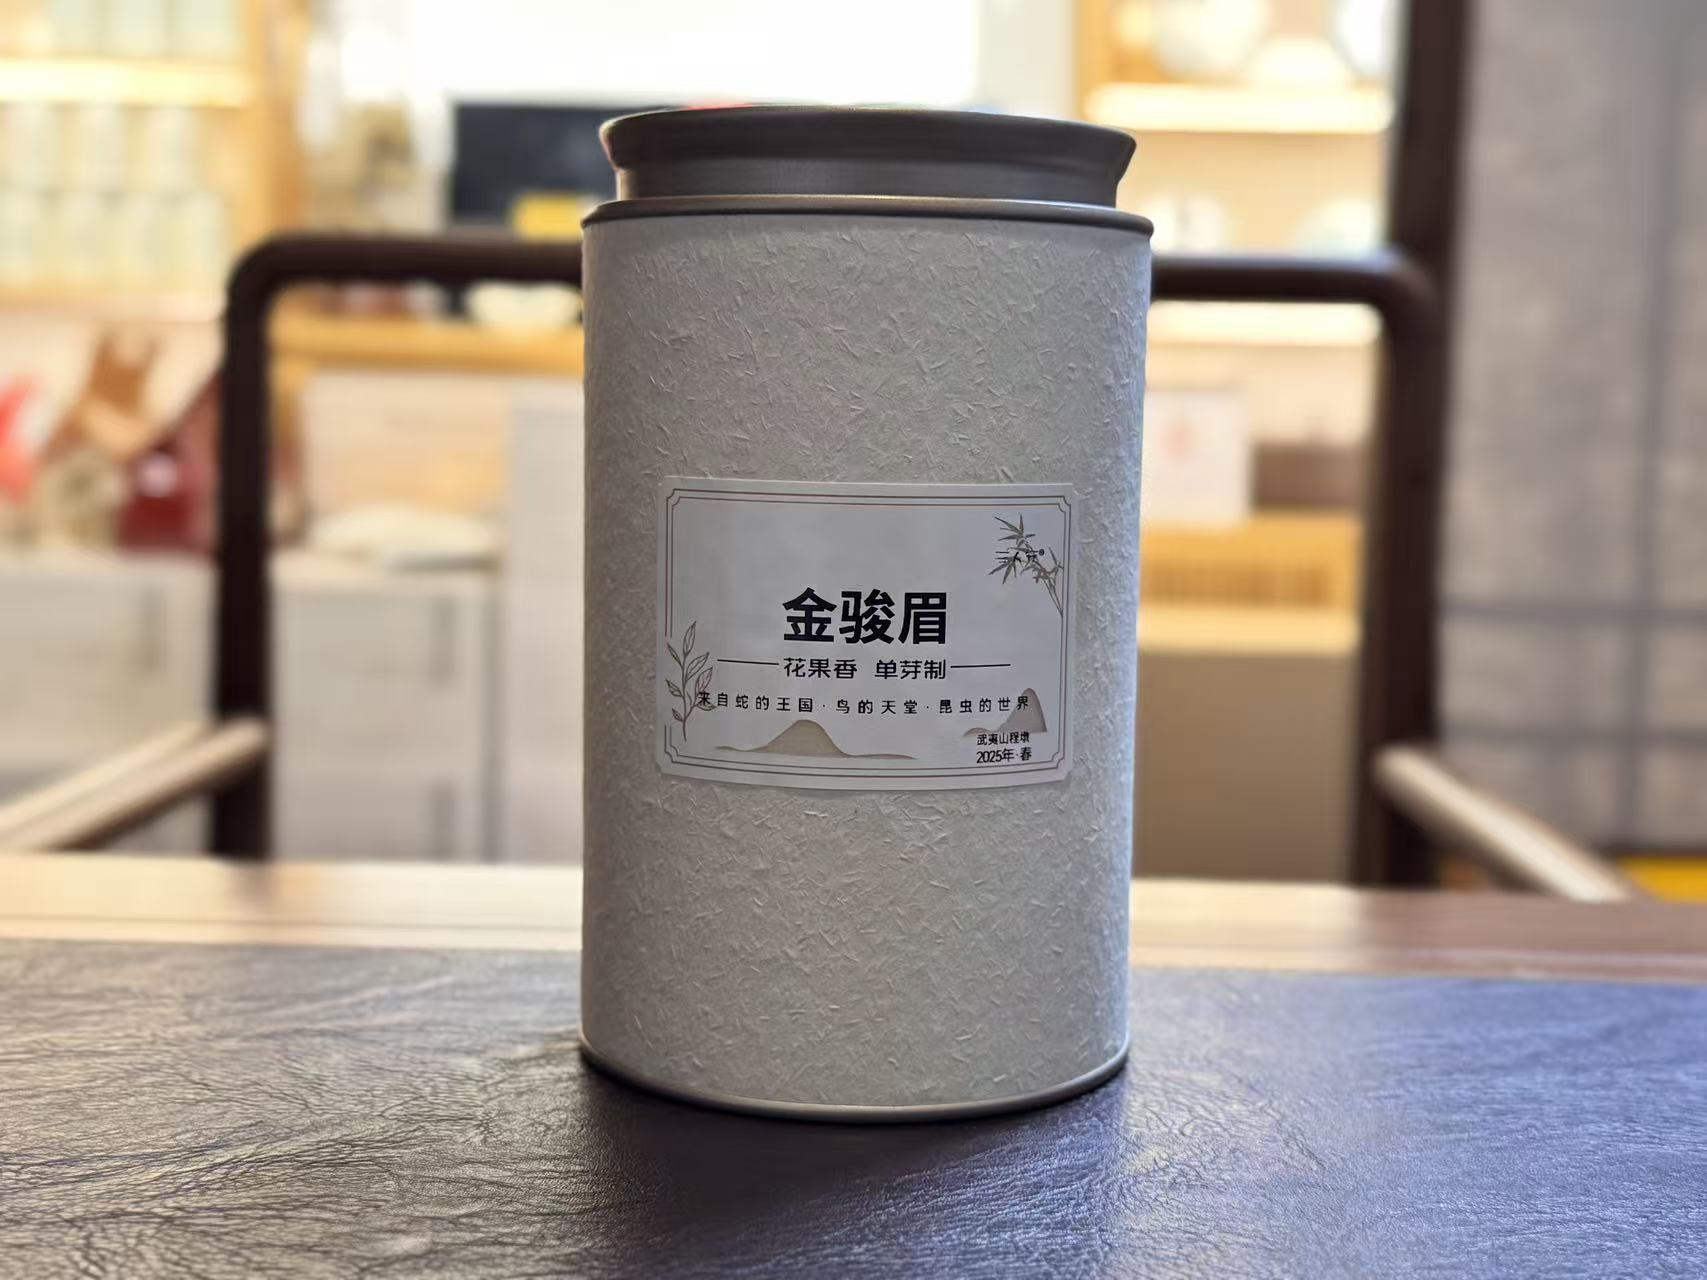 金骏眉
花果香 单芽制
来自蛇的王国·鸟的天堂·昆虫的世界
武夷山程墩
2025年·春